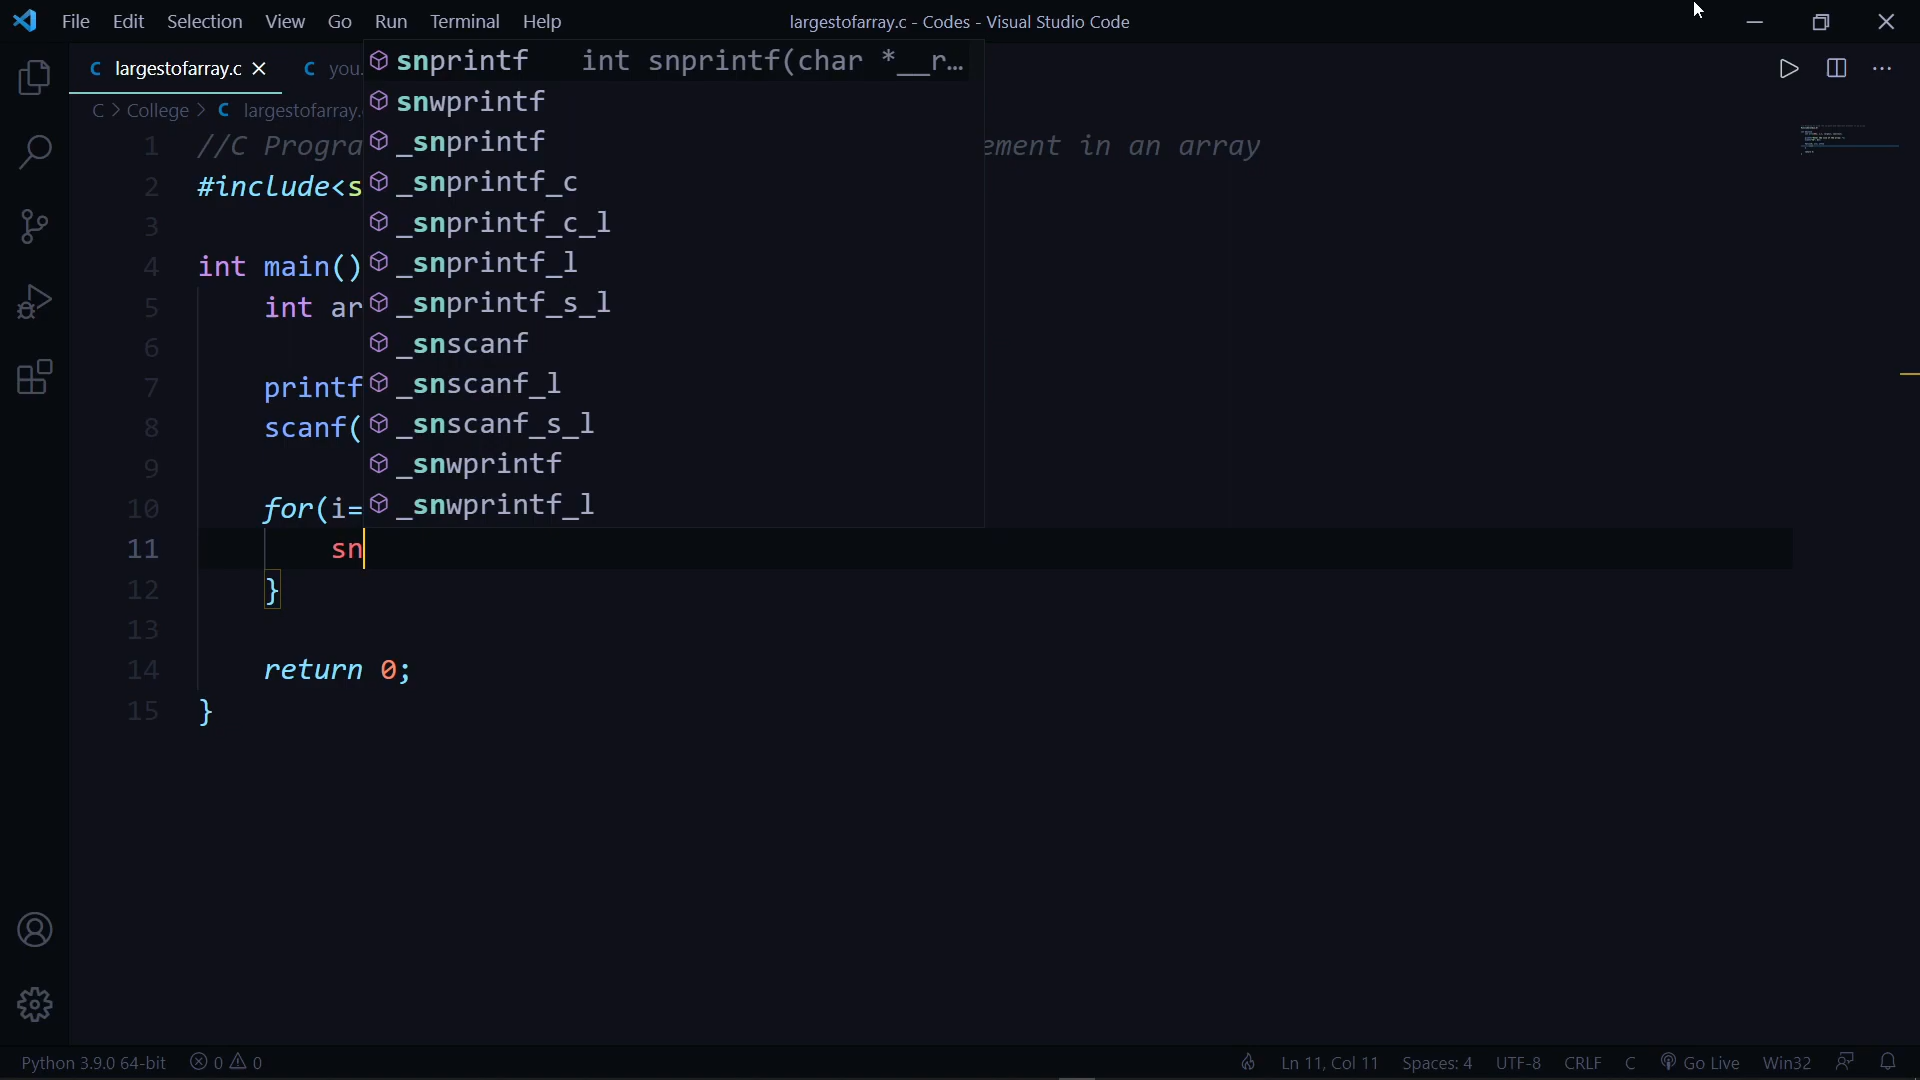 File Edit Selection View Go Run Terminal Help largestofarray.c - Codes - Visual Studio Code
C largestofarray.c C you.
C > College > C largestofarray.
snprintf int snprintf(char *__r…
snwprintf
_snprintf
_snprintf_c
_snprintf_c_l
_snprintf_l
_snprintf_s_l
_snscanf
_snscanf_l
_snscanf_s_l
_snwprintf
_snwprintf_l
1 //C Progra ement in an array
2 #include<s
3
4 int main()
5 int ar
6
7 printf
8 scanf(
9
10 for(i=
11 sn
12 }
13
14 return 0;
15 }
Python 3.9.0 64-bit 0 0 Ln 11, Col 11 Spaces: 4 UTF-8 CRLF C Go Live Win32